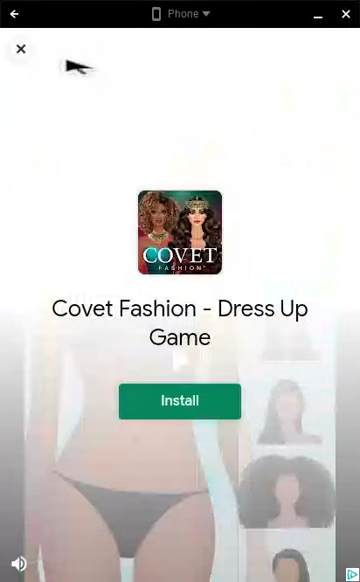 Phone
COVET
FASHION
Covet Fashion - Dress Up
Game
Install